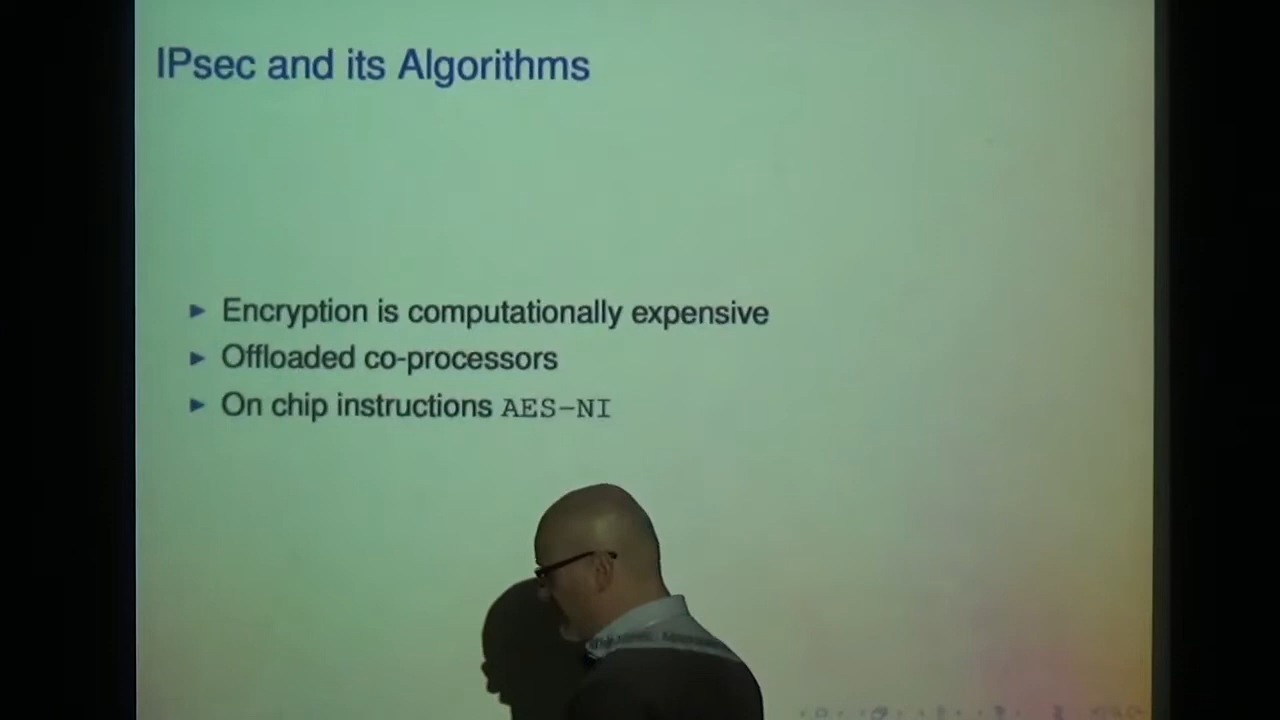 IPsec and its Algorithms
Encryption is computationally expensive
Offloaded co-processors
On chip instructions AES-NI